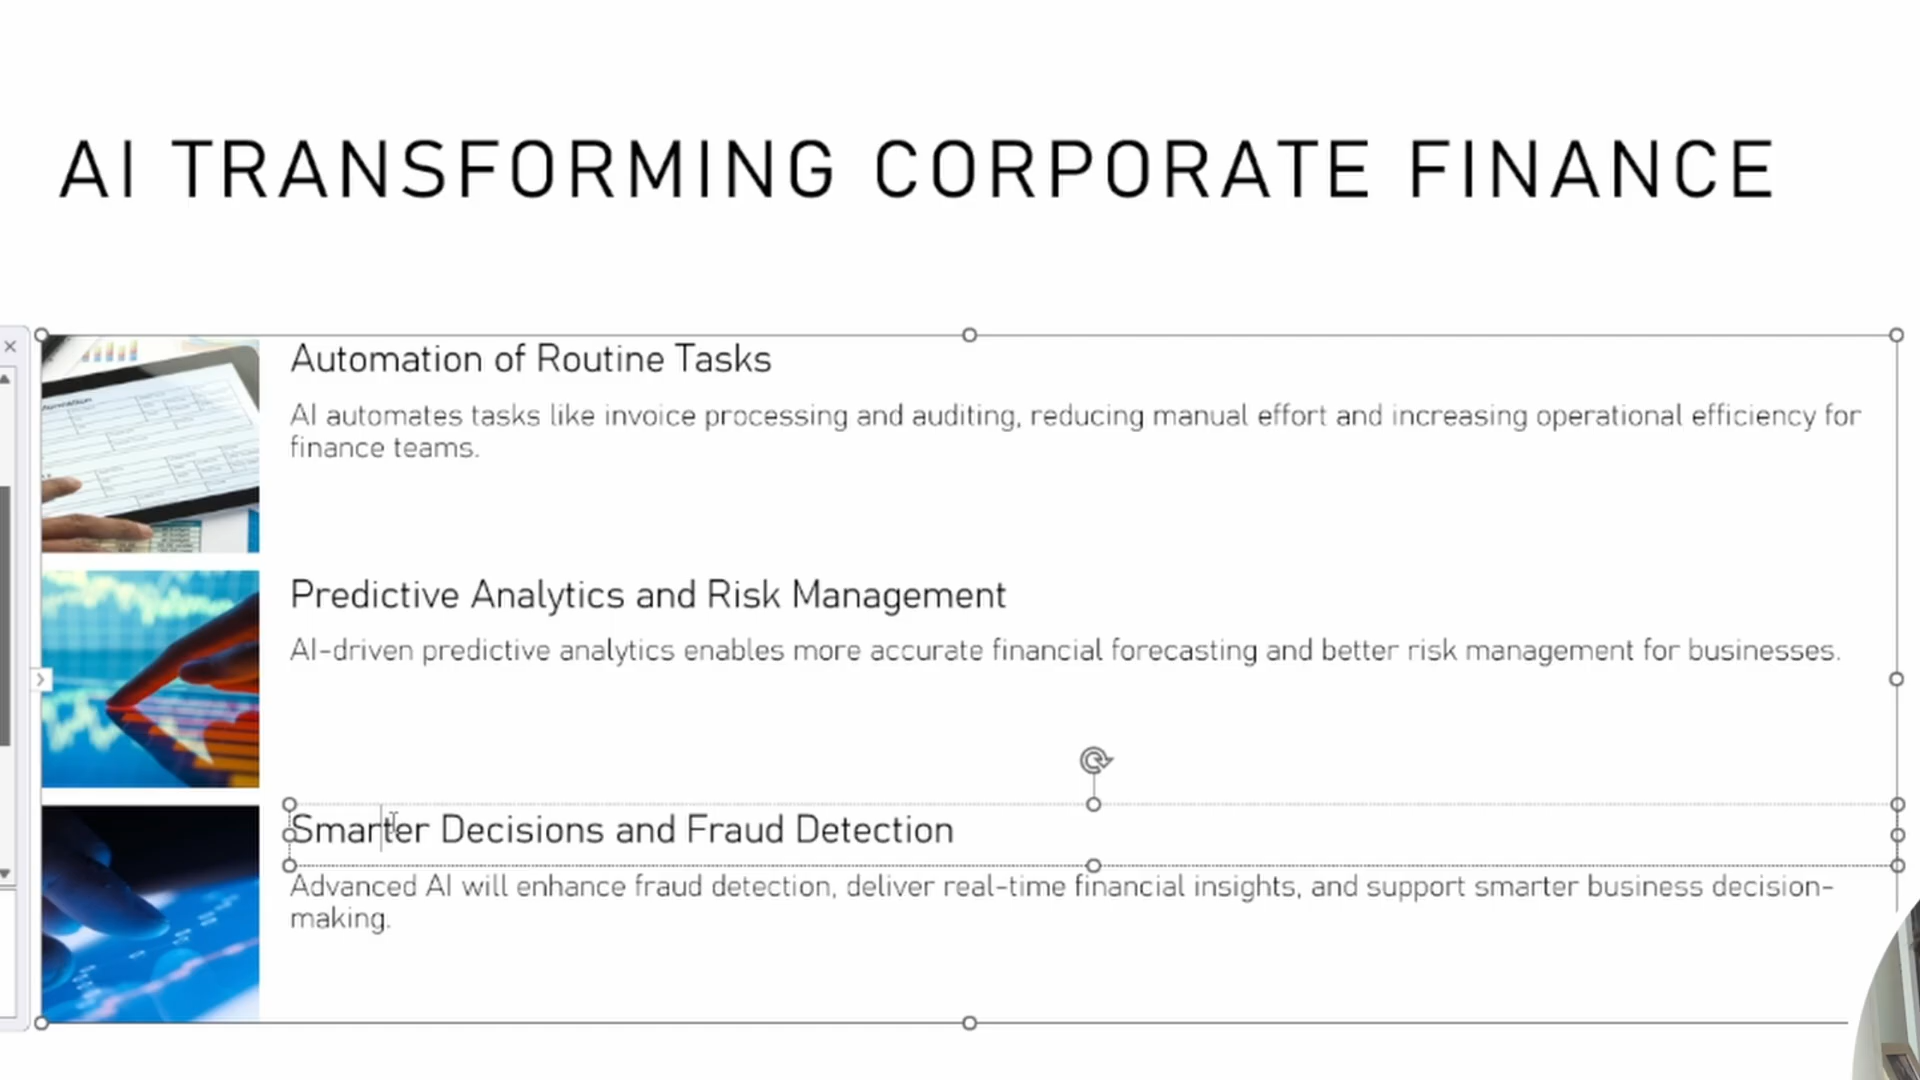 AI TRANSFORMING CORPORATE FINANCE
Automation of Routine Tasks
AI automates tasks like invoice processing and auditing, reducing manual effort and increasing operational efficiency for
finance teams.
Predictive Analytics and Risk Management
AI-driven predictive analytics enables more accurate financial forecasting and better risk management for businesses.
Smarter Decisions and Fraud Detection
Advanced AI will enhance fraud detection, deliver real-time financial insights, and support smarter business decision-
making.